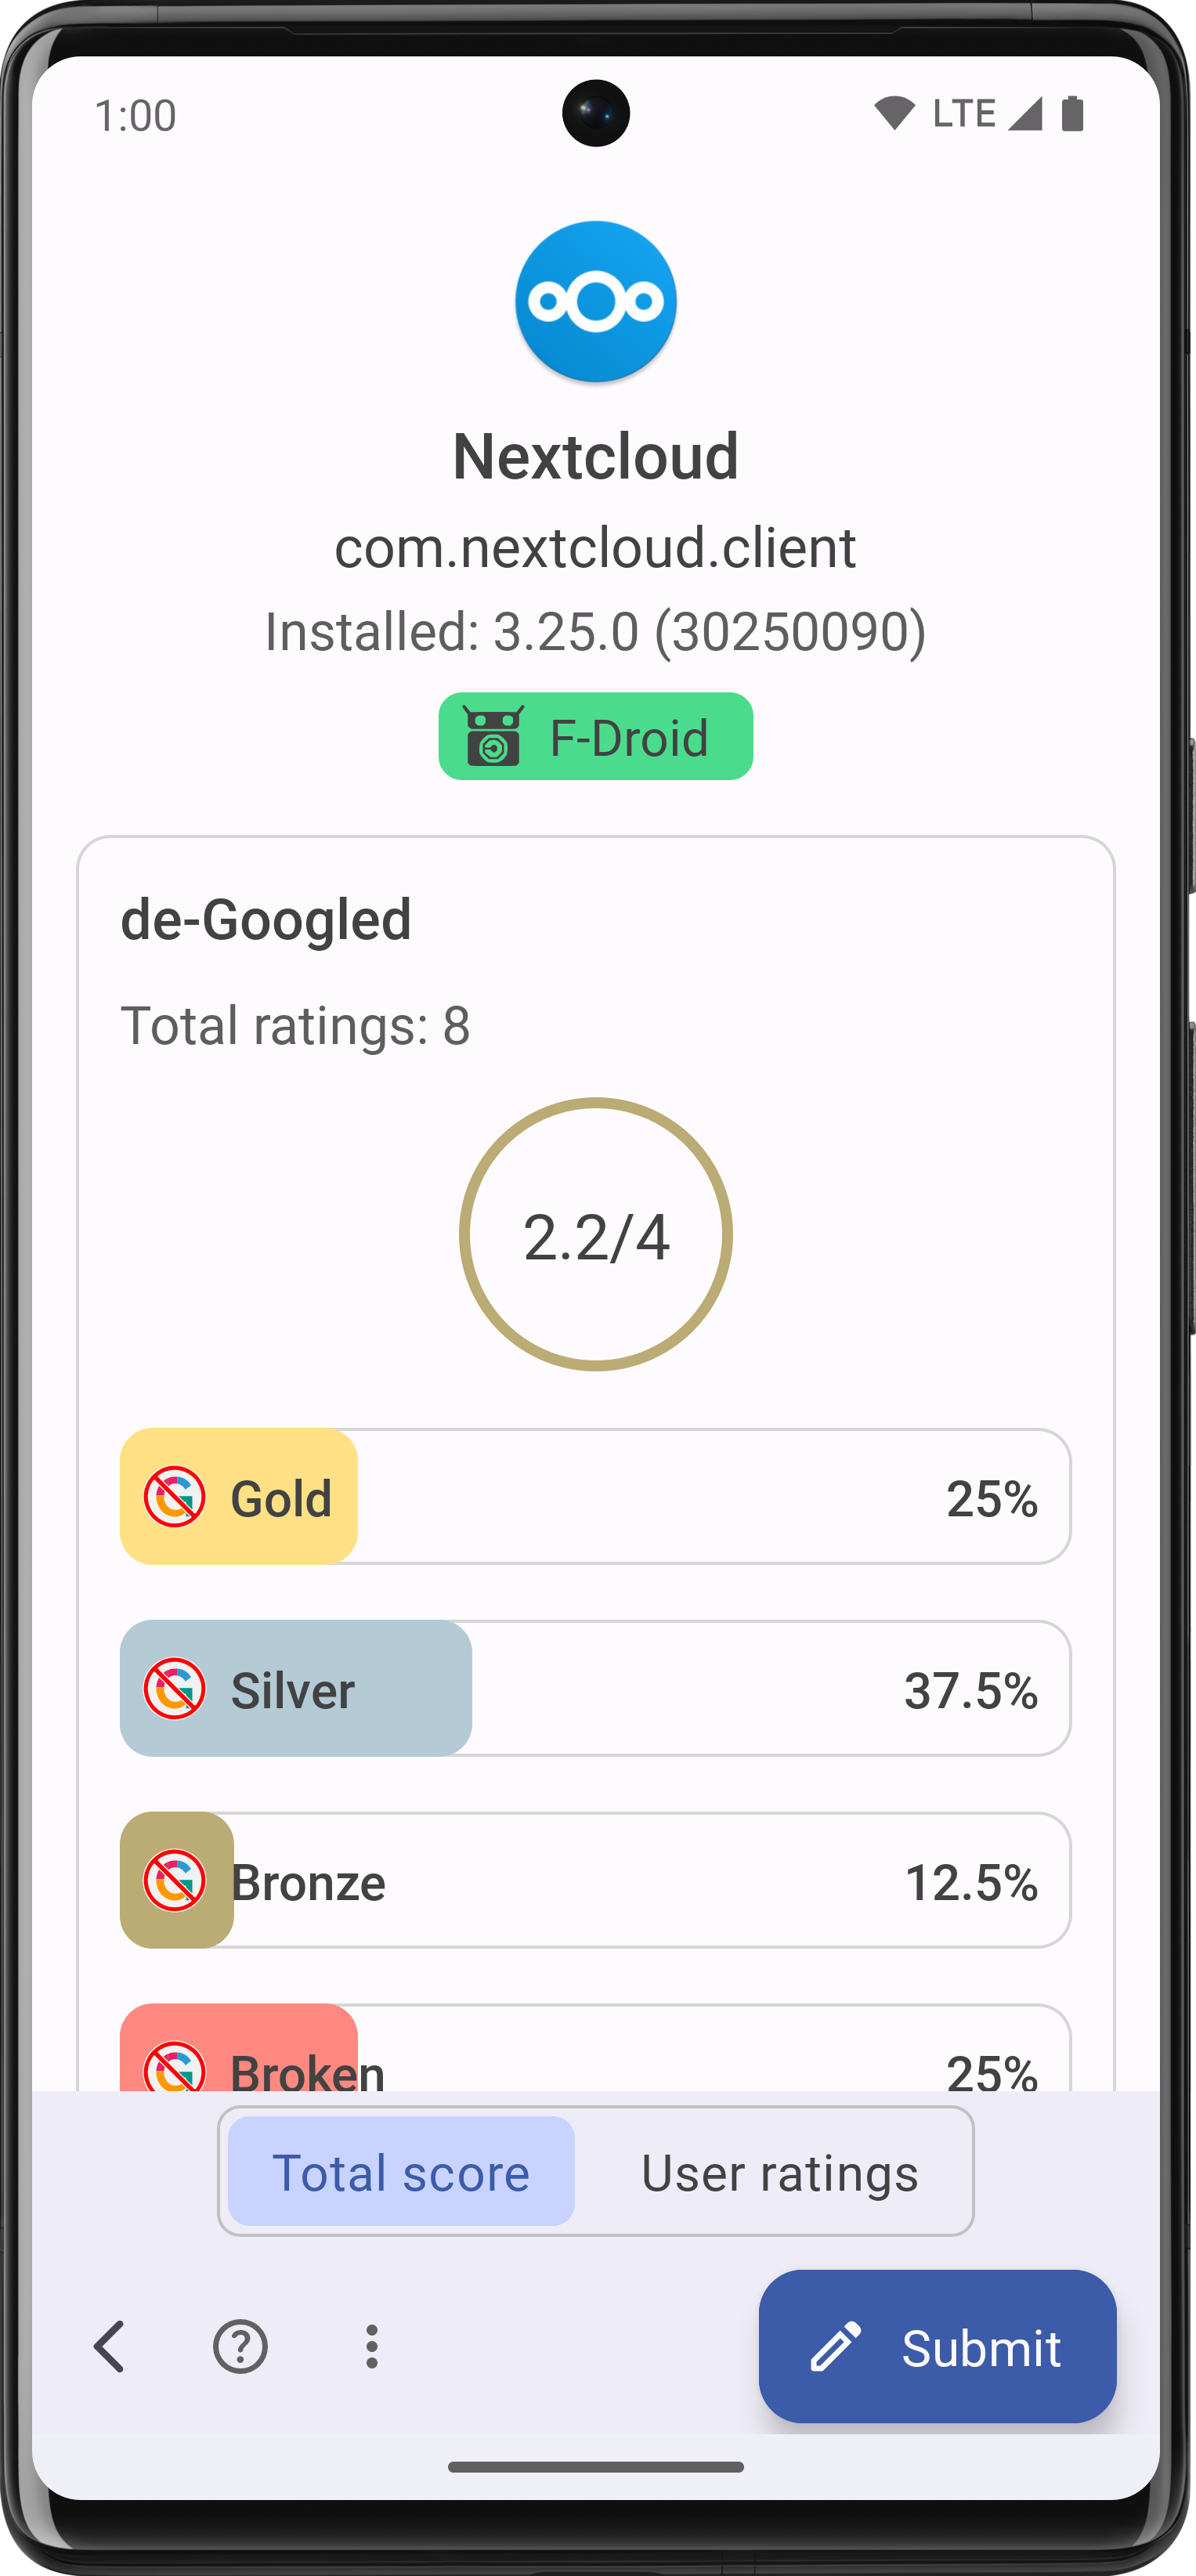 1:00 LTE
Nextcloud
com.nextcloud.client
Installed: 3.25.0 (30250090)
F-Droid
de-Googled
Total ratings: 8
2.2/4
Gold 25%
Silver 37.5%
Bronze 12.5%
Broken 25%
Total score User ratings
Submit